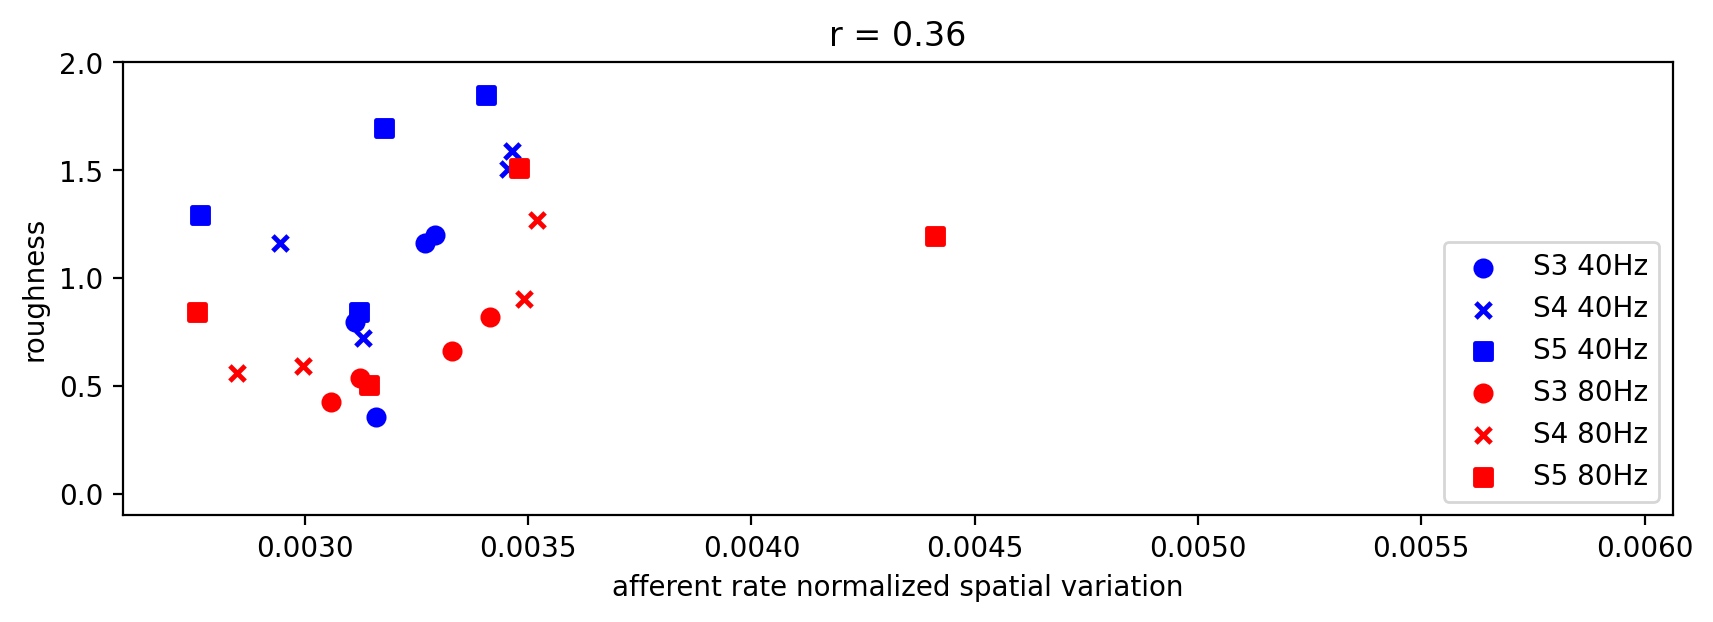 r = 0.36
2.0
1.5
1.0
0.5
0.0
roughness
S3 40Hz
S4 40Hz
S5 40Hz
S3 80Hz
S4 80Hz
S5 80Hz
0.0030 0.0035 0.0040 0.0045 0.0050 0.0055 0.0060
afferent rate normalized spatial variation